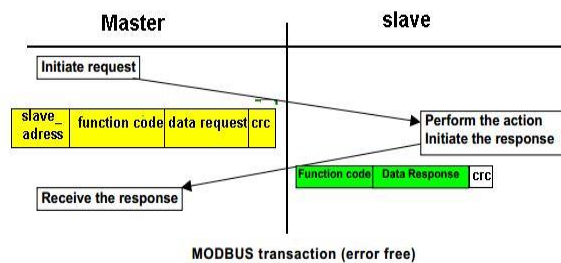 Master
slave
Initiate request
slave_
adress
function code
data request
crc
Perform the action
Initiate the response
Function code
Data Response
crc
Receive the response
MODBUS transaction (error free)